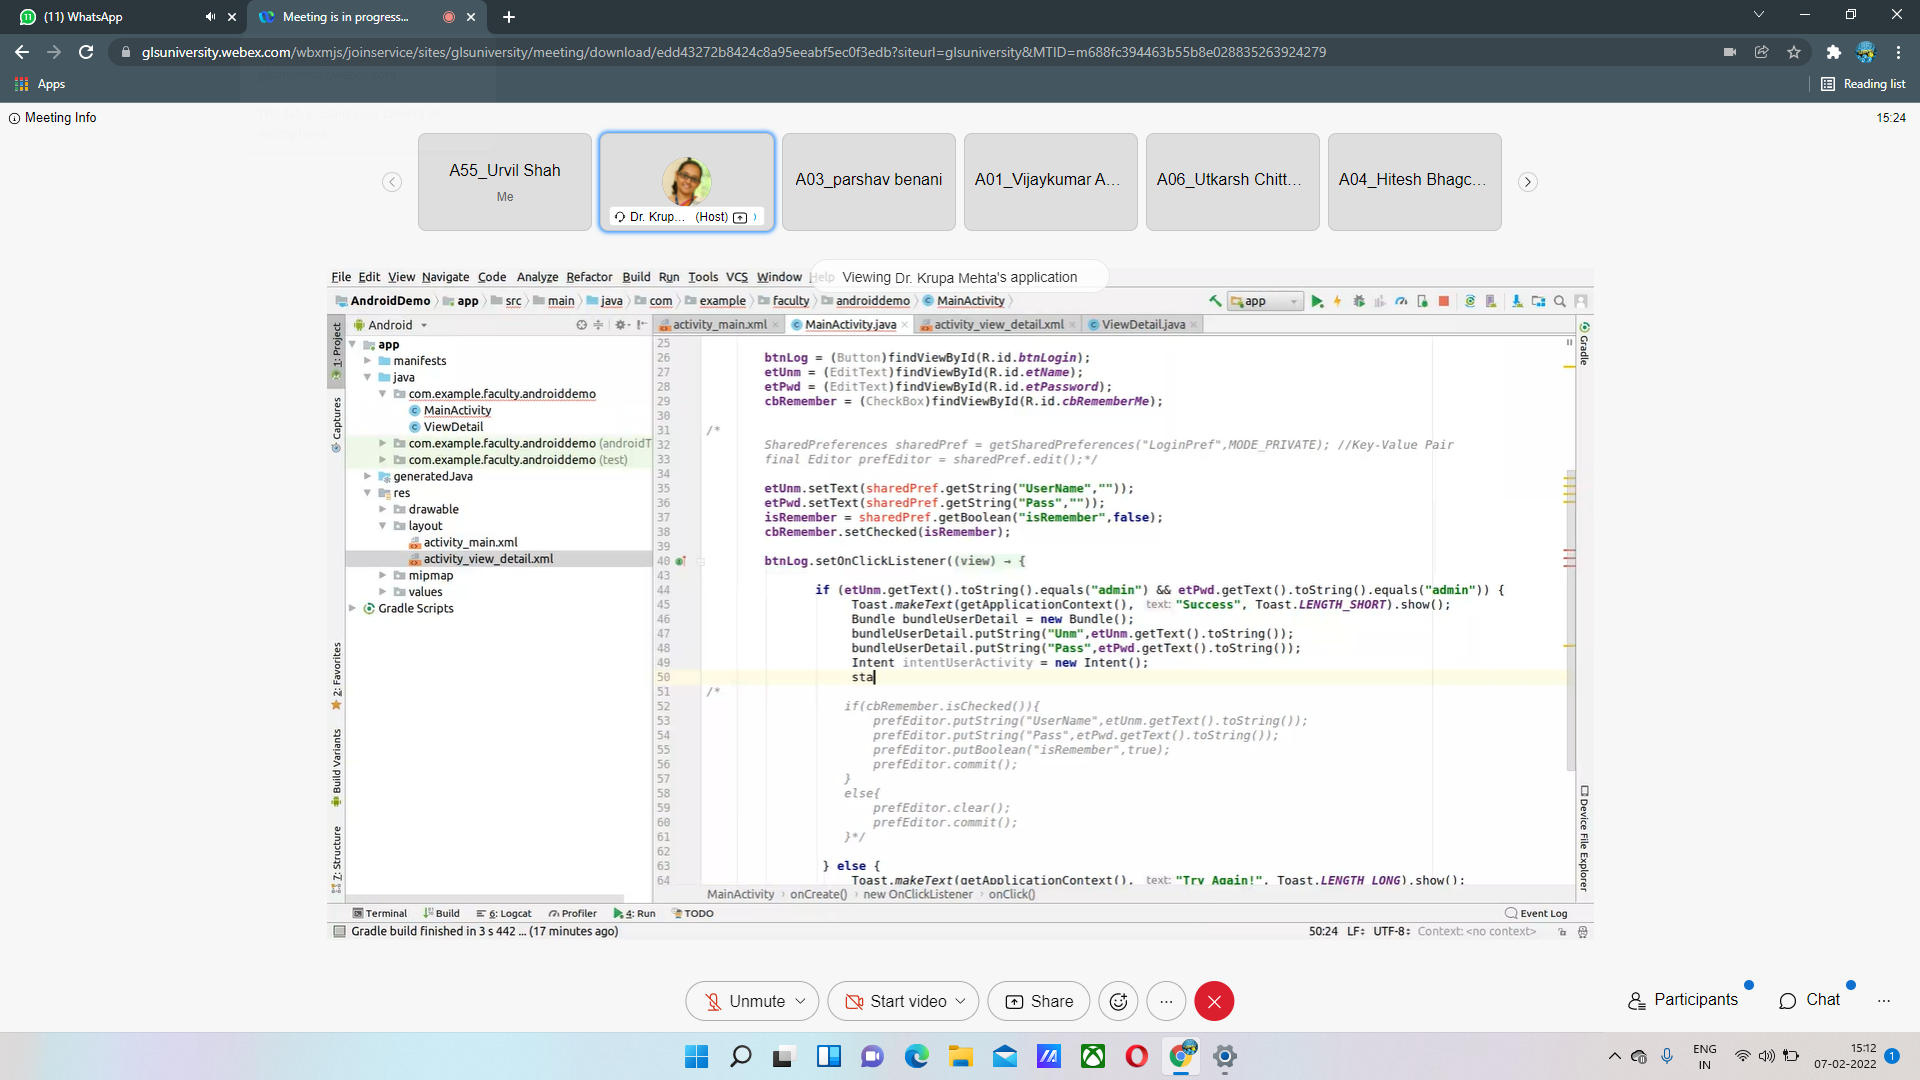 (11) WhatsApp
Meeting is in progress...
glsuniversity.webex.com/wbxmjs/joinservice/sites/glsuniversity/meeting/download/edd43272b8424c8a95eeabf5ec0f3edb?siteurl=glsuniversity&MTID=m688fc394463b55b8e028835263924279
Apps
Reading list
Meeting Info
15:24
A55_Urvil Shah
Me
Dr. Krup... (Host)
A03_parshav benani
A01_Vijaykumar A...
A06_Utkarsh Chitt...
A04_Hitesh Bhagc...
File Edit View Navigate Code Analyze Refactor Build Run Tools VCS Window Help
Viewing Dr. Krupa Mehta's application
AndroidDemo app src main java com example faculty androiddemo MainActivity
app
Android
activity_main.xml MainActivity.java activity_view_detail.xml ViewDetail.java
1: Project
Captures
2: Favorites
Build Variants
7: Structure
Gradle
Device File Explorer
app
manifests
java
com.example.faculty.androiddemo
MainActivity
ViewDetail
com.example.faculty.androiddemo (androidT
com.example.faculty.androiddemo (test)
generatedJava
res
drawable
layout
activity_main.xml
activity_view_detail.xml
mipmap
values
Gradle Scripts
25
26 btnLog = (Button)findViewById(R.id.btnLogin);
27 etUnm = (EditText)findViewById(R.id.etName);
28 etPwd = (EditText)findViewById(R.id.etPassword);
29 cbRemember = (CheckBox)findViewById(R.id.cbRememberMe);
30
31 /*
32 SharedPreferences sharedPref = getSharedPreferences("LoginPref",MODE_PRIVATE); //Key-Value Pair
33 final Editor prefEditor = sharedPref.edit();*/
34
35 etUnm.setText(sharedPref.getString("UserName",""));
36 etPwd.setText(sharedPref.getString("Pass",""));
37 isRemember = sharedPref.getBoolean("isRemember",false);
38 cbRemember.setChecked(isRemember);
39
40 btnLog.setOnClickListener((view) → {
43
44 if (etUnm.getText().toString().equals("admin") && etPwd.getText().toString().equals("admin")) {
45 Toast.makeText(getApplicationContext(), text: "Success", Toast.LENGTH_SHORT).show();
46 Bundle bundleUserDetail = new Bundle();
47 bundleUserDetail.putString("Unm",etUnm.getText().toString());
48 bundleUserDetail.putString("Pass",etPwd.getText().toString());
49 Intent intentUserActivity = new Intent();
50 sta
51 /*
52 if(cbRemember.isChecked()){
53 prefEditor.putString("UserName",etUnm.getText().toString());
54 prefEditor.putString("Pass",etPwd.getText().toString());
55 prefEditor.putBoolean("isRemember",true);
56 prefEditor.commit();
57 }
58 else{
59 prefEditor.clear();
60 prefEditor.commit();
61 }*/
62
63 } else {
64 Toast.makeText(getApplicationContext(), text: "Try Again!", Toast.LENGTH_LONG).show();
MainActivity onCreate() new OnClickListener onClick()
Terminal Build 6: Logcat Profiler 4: Run TODO Event Log
Gradle build finished in 3 s 442 ... (17 minutes ago) 50:24 LF UTF-8 Context: <no context>
Unmute Start video Share
Participants Chat
ENG
IN
15:12
07-02-2022
1